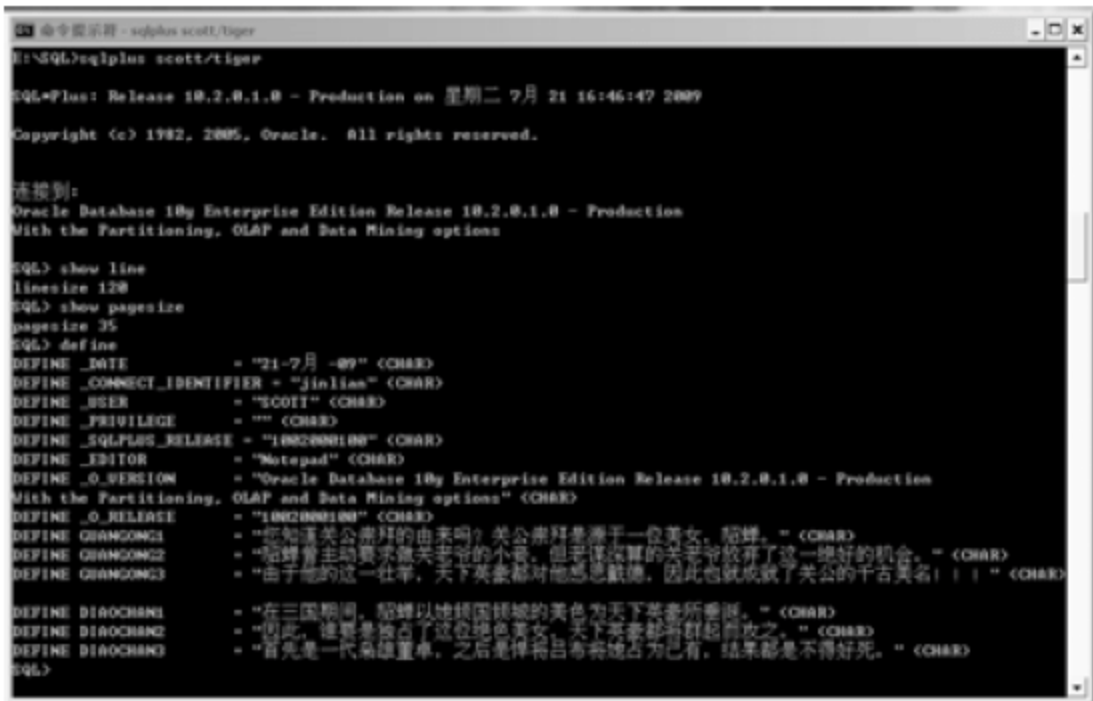 命令提示符 - sqlplus scott/tiger
E:\SQL>sqlplus scott/tiger
SQL*Plus: Release 10.2.0.1.0 - Production on 星期二 7月 21 16:46:47 2009
Copyright (c) 1982, 2005, Oracle.  All rights reserved.
连接到:
Oracle Database 10g Enterprise Edition Release 10.2.0.1.0 - Production
With the Partitioning, OLAP and Data Mining options
SQL> show line
linesize 120
SQL> show pagesize
pagesize 35
SQL> define
DEFINE _DATE           = "21-7月 -09" (CHAR)
DEFINE _CONNECT_IDENTIFIER = "jinlian" (CHAR)
DEFINE _USER           = "SCOTT" (CHAR)
DEFINE _PRIVILEGE      = "" (CHAR)
DEFINE _SQLPLUS_RELEASE = "1002000100" (CHAR)
DEFINE _EDITOR         = "Notepad" (CHAR)
DEFINE _O_VERSION      = "Oracle Database 10g Enterprise Edition Release 10.2.0.1.0 - Production
With the Partitioning, OLAP and Data Mining options" (CHAR)
DEFINE _O_RELEASE      = "1002000100" (CHAR)
DEFINE GUANGONG1       = "您知道关公崇拜的由来吗？关公崇拜是源于一位美女，貂蝉。" (CHAR)
DEFINE GUANGONG2       = "貂蝉曾主动要求做关老爷的小妾，但老谋深算的关老爷放弃了这一绝好的机会。" (CHAR)
DEFINE GUANGONG3       = "由于他的这一壮举，天下英豪都对他感恩戴德，因此也就成就了关公的千古美名！！！" (CHAR)
DEFINE DIAOCHAN1       = "在三国期间，貂蝉以她倾国倾城的美色为天下英豪所垂涎。" (CHAR)
DEFINE DIAOCHAN2       = "因此，谁要是独占了这位绝色美女，天下英豪都将群起而攻之。" (CHAR)
DEFINE DIAOCHAN3       = "首先是一代枭雄董卓，之后是悍将吕布将她占为己有，结果都是不得好死。" (CHAR)
SQL>